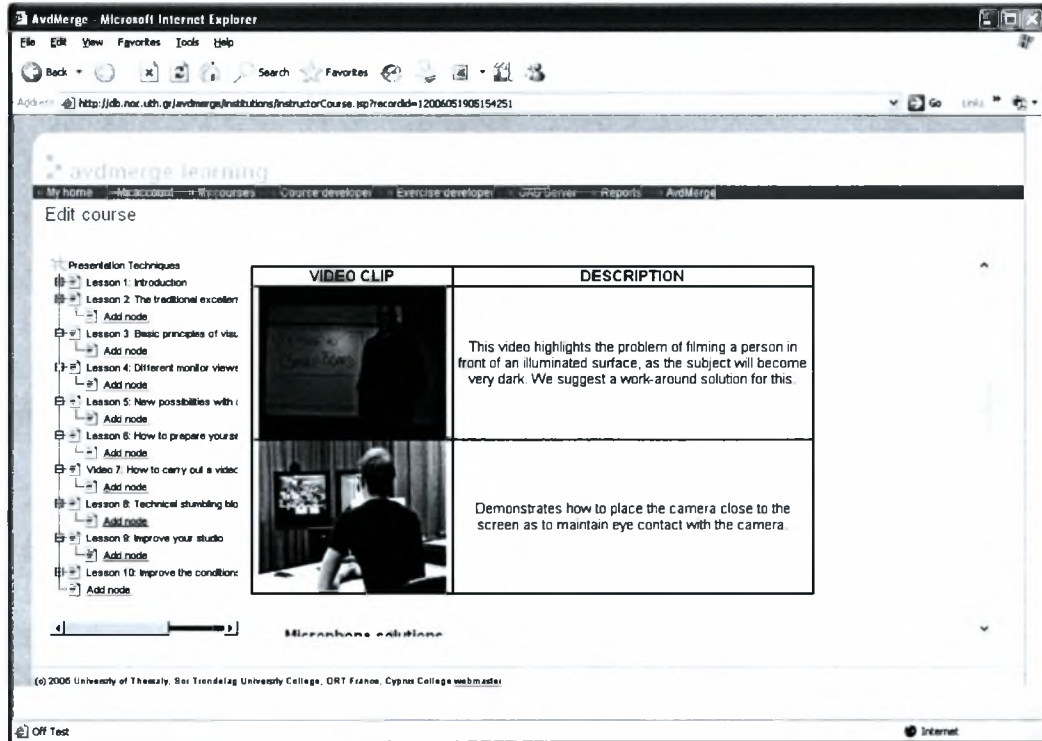 AvdMerge - Microsoft Internet Explorer
File Edit View Favorites Tools Help
Back Search Favorites
Address http://db.noc.uth.gr/avdmerge/institutions/instructorCourse.jsp?recordid=12006051905154251 Go Links
avdmerge learning
My home My account My courses Course developer Exercise developer Server Reports AvdMerge
Edit course
Presentation Techniques
Lesson 1: Introduction
Lesson 2 The traditional excellen
Add node
Lesson 3 Basic principles of visu
Add node
Lesson 4: Different monitor views
Add node
Lesson 5: New possibilities with
Add node
Lesson 6: How to prepare yourse
Add node
Video 7: How to carry out a videc
Add node
Lesson 8: Technical stumbling blo
Add node
Lesson 9: Improve your studio
Add node
Lesson 10: Improve the conditions
Add node
VIDEO CLIP DESCRIPTION
This video highlights the problem of filming a person in
front of an illuminated surface, as the subject will become
very dark. We suggest a work-around solution for this.
Demonstrates how to place the camera close to the
screen as to maintain eye contact with the camera.
Microphone solutions
(c) 2006 University of Thessaly, Sor Trondelag University College, ORT France, Cyprus College webmaster
Off Test Internet